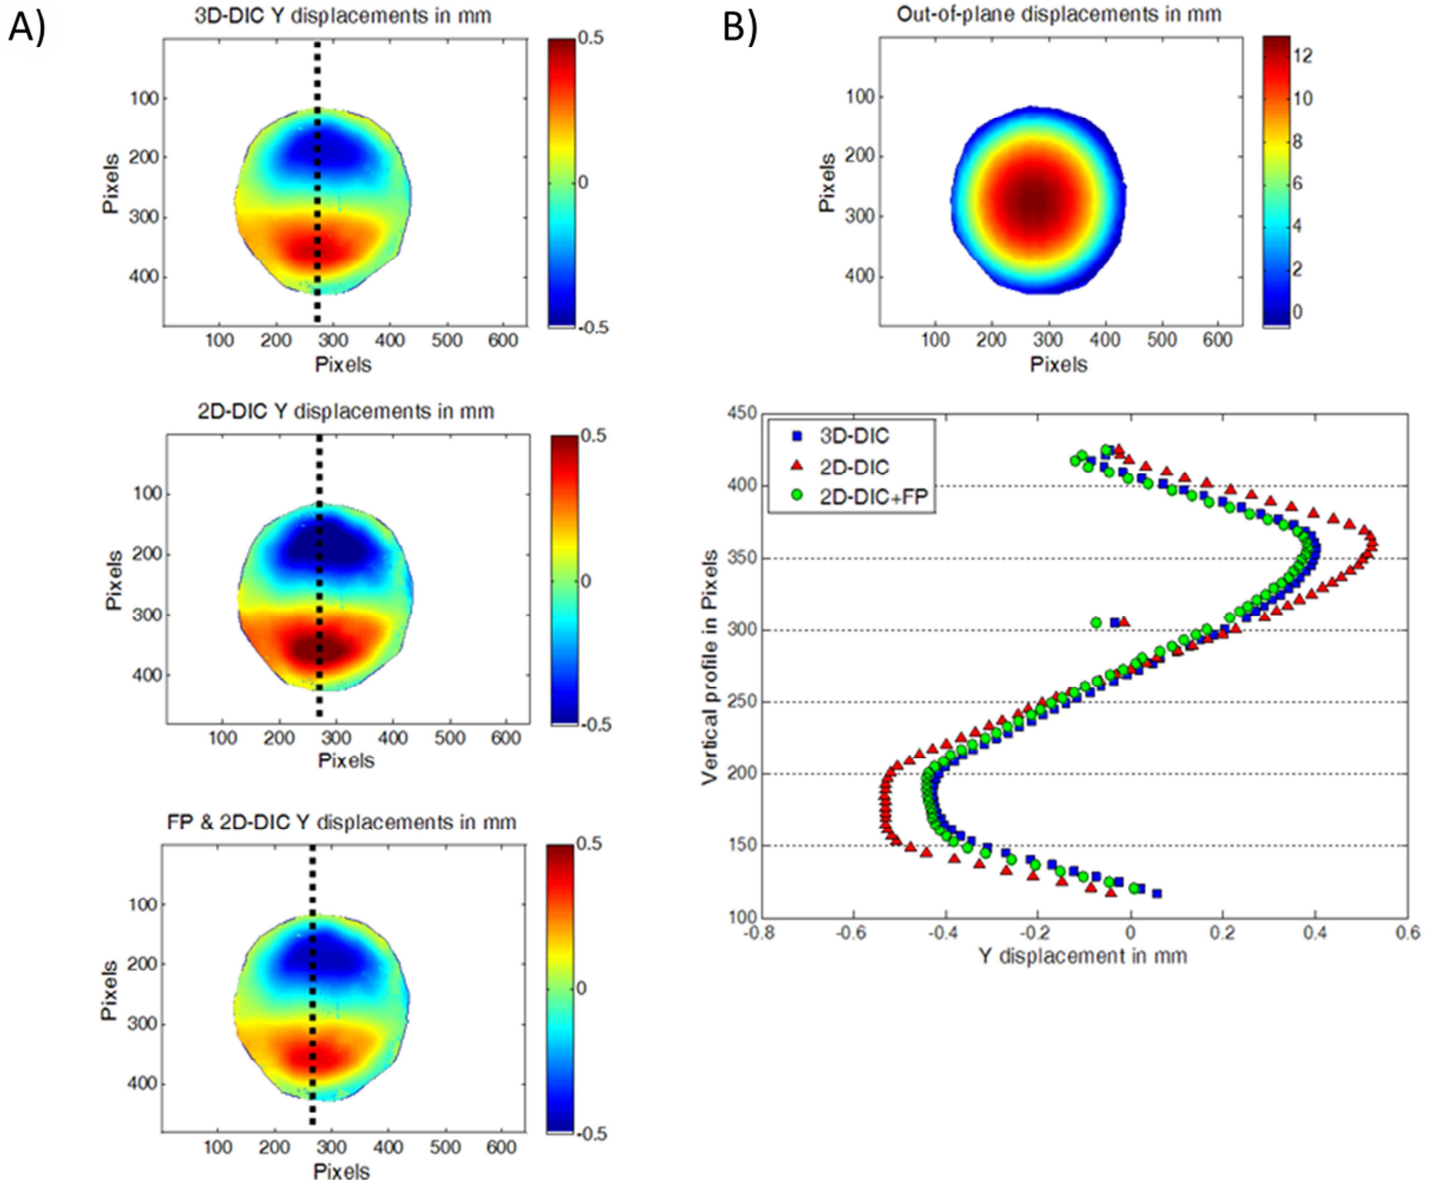 A)
3D-DIC Y displacements in mm
0.5
0
-0.5
100
200
300
400
Pixels
100 200 300 400 500 600
Pixels
2D-DIC Y displacements in mm
0.5
0
-0.5
100
200
300
400
Pixels
100 200 300 400 500 600
Pixels
FP & 2D-DIC Y displacements in mm
0.5
0
-0.5
100
200
300
400
Pixels
100 200 300 400 500 600
Pixels
B)
Out-of-plane displacements in mm
12
10
8
6
4
2
0
100
200
300
400
Pixels
100 200 300 400 500 600
Pixels
3D-DIC
2D-DIC
2D-DIC+FP
450
400
350
300
250
200
150
100
Vertical profile in Pixels
-0.8 -0.6 -0.4 -0.2 0 0.2 0.4 0.6
Y displacement in mm